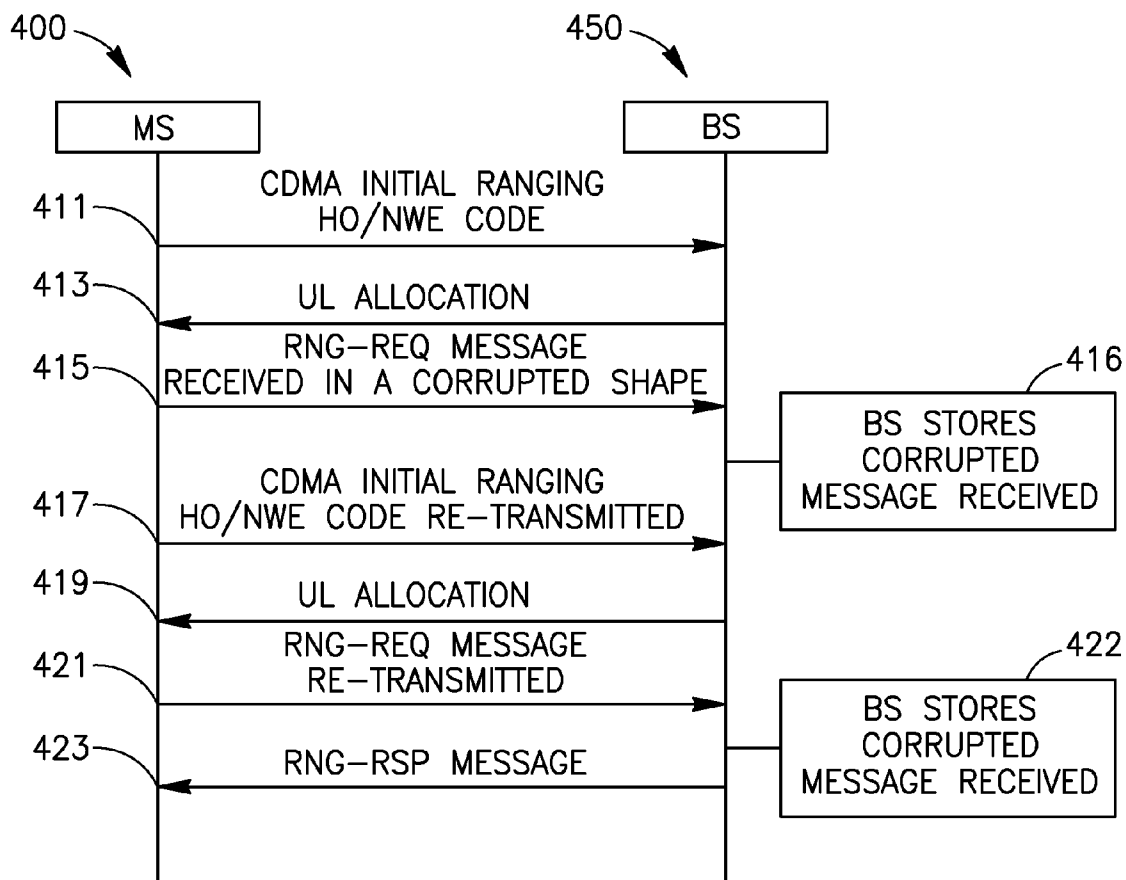 400
450
MS
BS
CDMA INITIAL RANGING
HO/NWE CODE
411
413
UL ALLOCATION
RNG-REQ MESSAGE
415
RECEIVED IN A CORRUPTED SHAPE
416
BS STORES
CORRUPTED
MESSAGE RECEIVED
417
CDMA INITIAL RANGING
HO/NWE CODE RE-TRANSMITTED
419
UL ALLOCATION
RNG-REQ MESSAGE
421
RE-TRANSMITTED
422
BS STORES
CORRUPTED
MESSAGE RECEIVED
423
RNG-RSP MESSAGE